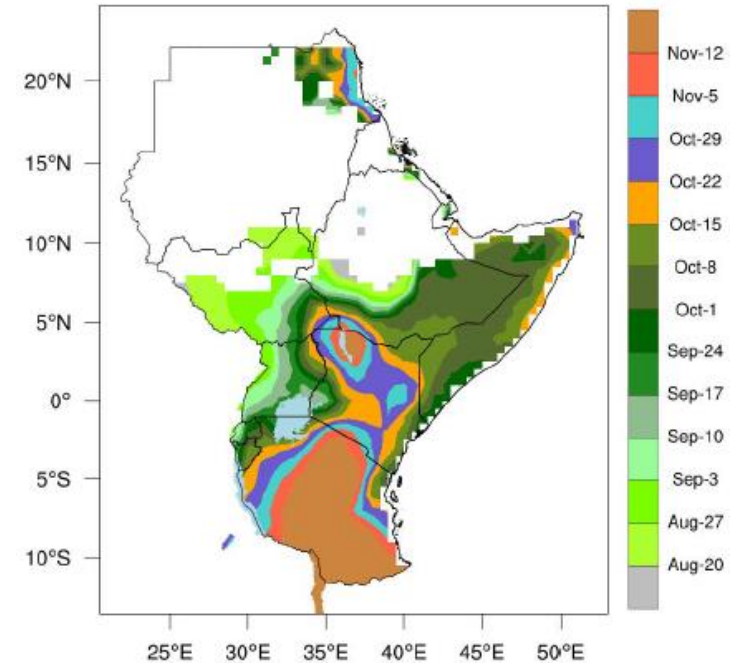 20°N
15°N
10°N
5°N
0°
5°S
10°S
25°E 30°E 35°E 40°E 45°E 50°E
Nov-12
Nov-5
Oct-29
Oct-22
Oct-15
Oct-8
Oct-1
Sep-24
Sep-17
Sep-10
Sep-3
Aug-27
Aug-20